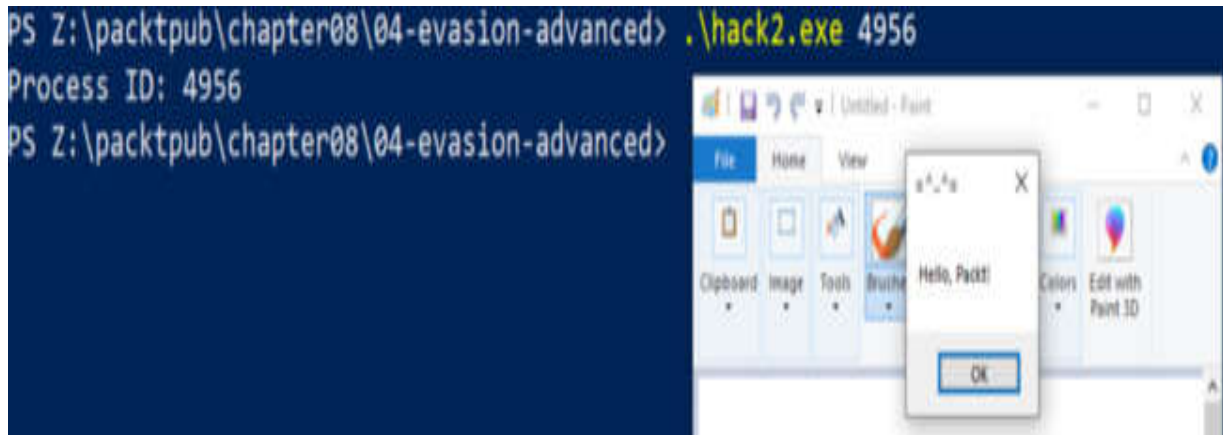 PS Z:\packtpub\chapter08\04-evasion-advanced> .\hack2.exe 4956
Process ID: 4956
PS Z:\packtpub\chapter08\04-evasion-advanced>
Untitled - Paint
File Home View
Hello, Packt!
Clipboard Image Tools Brushes Colors Edit with
Paint 3D
OK